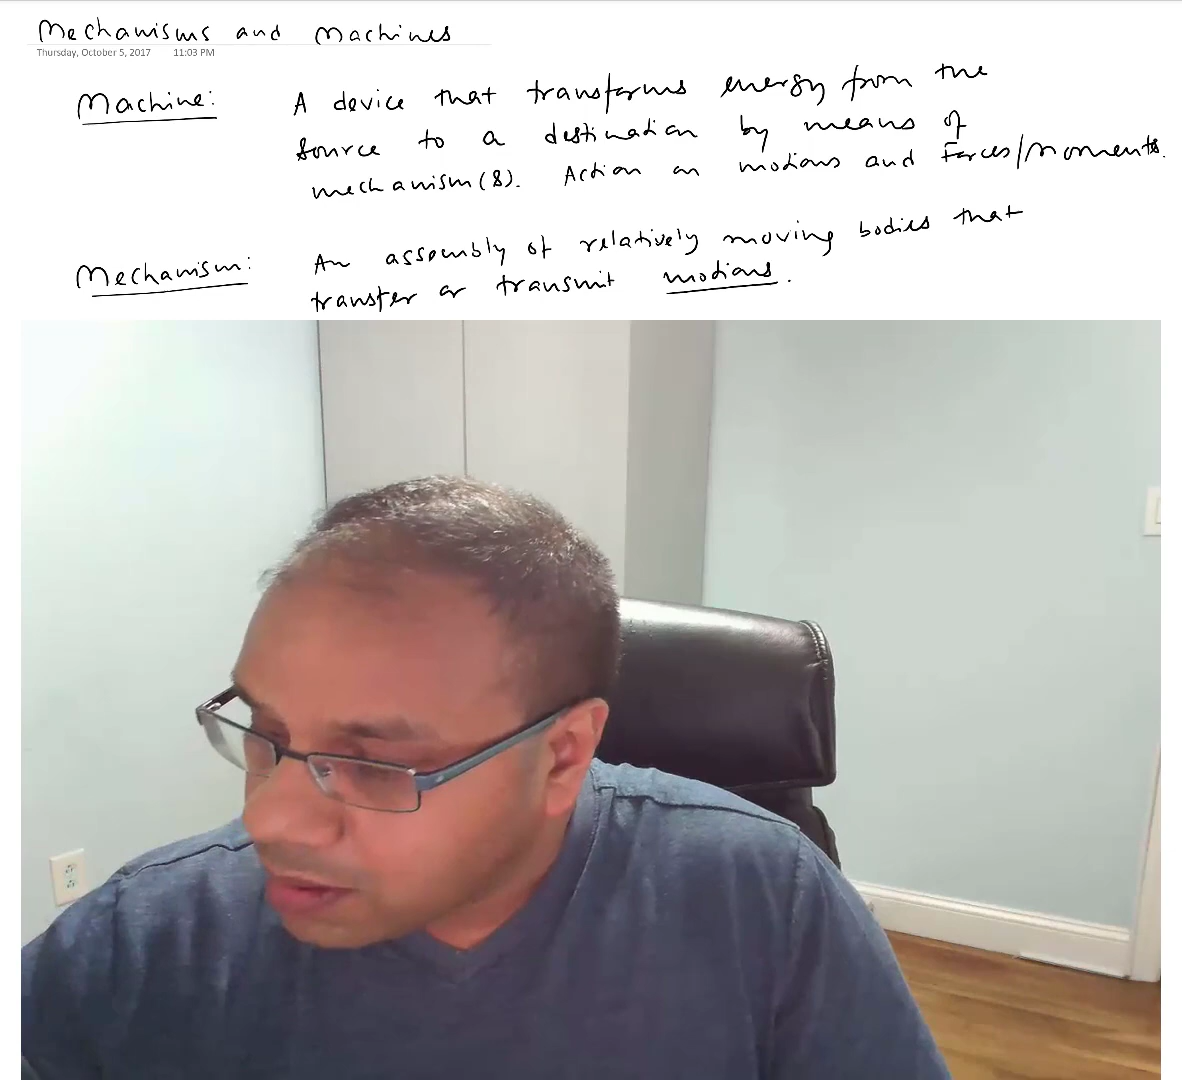 Mechanisms and Machines
Thursday, October 5, 2017 11:03 PM
Machine: A device that transforms energy from the
source to a destination by means of
mechanism(s). Action on motions and Forces/Moments.
Mechanism: An assembly of relatively moving bodies that
transfer or transmit motions.